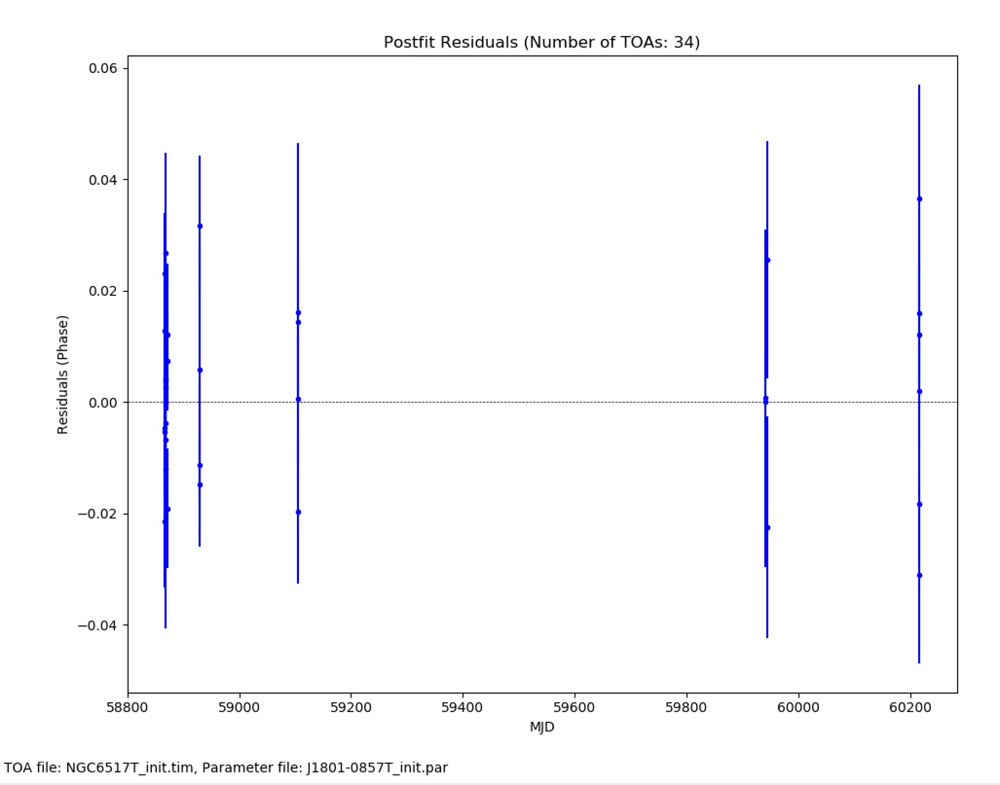 Postfit Residuals (Number of TOAs: 34)
0.06
0.04
0.02
0.00
−0.02
−0.04
Residuals (Phase)
58800 59000 59200 59400 59600 59800 60000 60200
MJD
TOA file: NGC6517T_init.tim, Parameter file: J1801-0857T_init.par